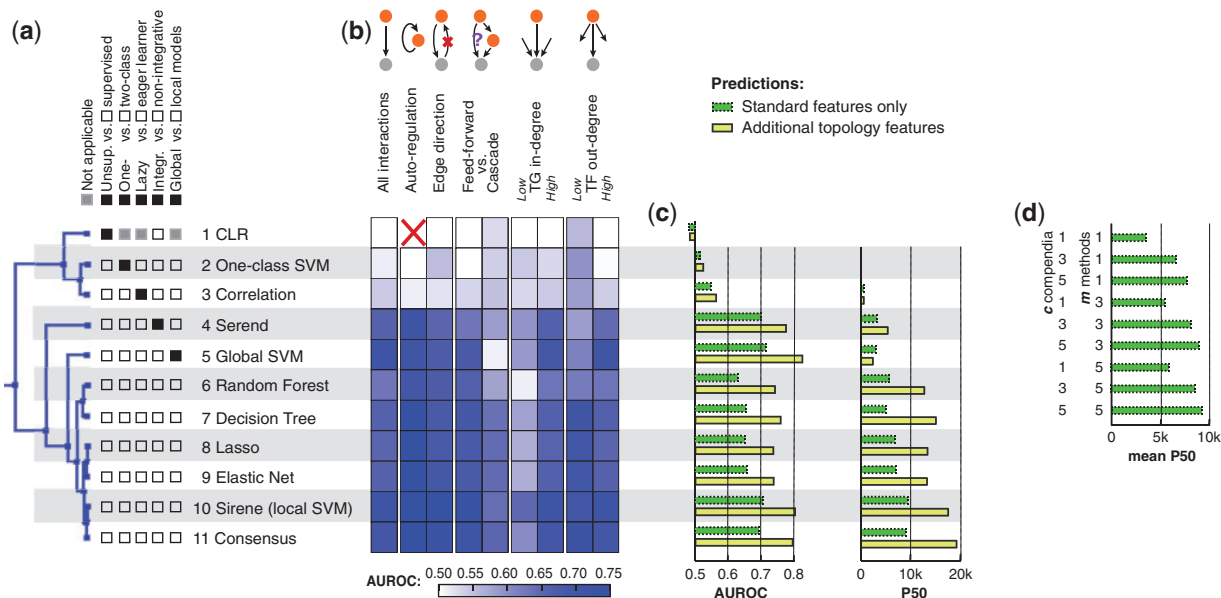 (a)
Not applicable
Unsup. vs. supervised
One- vs. two-class
Lazy vs. eager learner
Integr. vs. non-integrative
Global vs. local models
1 CLR
2 One-class SVM
3 Correlation
4 Serend
5 Global SVM
6 Random Forest
7 Decision Tree
8 Lasso
9 Elastic Net
10 Sirene (local SVM)
11 Consensus
(b)
?
All interactions
Auto-regulation
Edge direction
Feed-forward
vs.
Cascade
Low TG in-degree High
Low TF out-degree High
AUROC:
0.50 0.60 0.65 0.70 0.75
Predictions:
Standard features only
Additional topology features
(c)
0.5 0.6 0.7 0.8
AUROC
0 10k 20k
P50
(d)
c compendia
m methods
1 1
3 1
5 1
1 3
3 3
5 3
1 5
3 5
5 5
0 5k 10k
mean P50